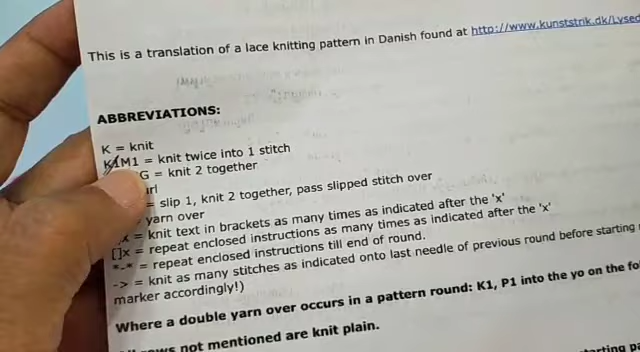 This is a translation of a lace knitting pattern in Danish found at http://www.kunststrik.dk/Lysed
ABBREVIATIONS:
K = knit
K1M1 = knit twice into 1 stitch
G = knit 2 together
url
= slip 1, knit 2 together, pass slipped stitch over
yarn over
x = knit text in brackets as many times as indicated after the 'x'
[]x = repeat enclosed instructions as many times as indicated after the 'x'
*-* = repeat enclosed instructions till end of round.
-> = knit as many stitches as indicated onto last needle of previous round before starting
marker accordingly!)
Where a double yarn over occurs in a pattern round: K1, P1 into the yo on the fo
rows not mentioned are knit plain.